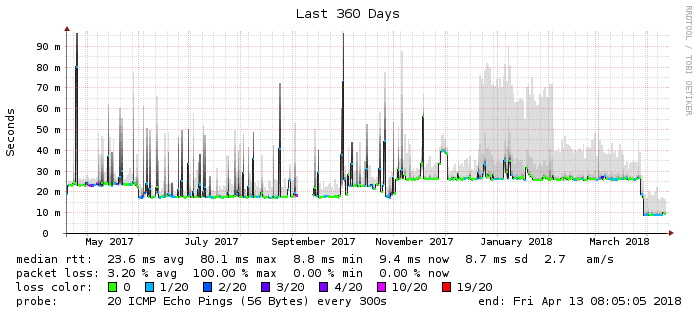 Last 360 Days
RRDTOOL / TOBI OETIKER
Seconds
90 m
80 m
70 m
60 m
50 m
40 m
30 m
20 m
10 m
0
May 2017 July 2017 September 2017 November 2017 January 2018 March 2018
median rtt: 23.6 ms avg 80.1 ms max 8.8 ms min 9.4 ms now 8.7 ms sd 2.7 am/s
packet loss: 3.20 % avg 100.00 % max 0.00 % min 0.00 % now
loss color: 0 1/20 2/20 3/20 4/20 10/20 19/20
probe: 20 ICMP Echo Pings (56 Bytes) every 300s end: Fri Apr 13 08:05:05 2018